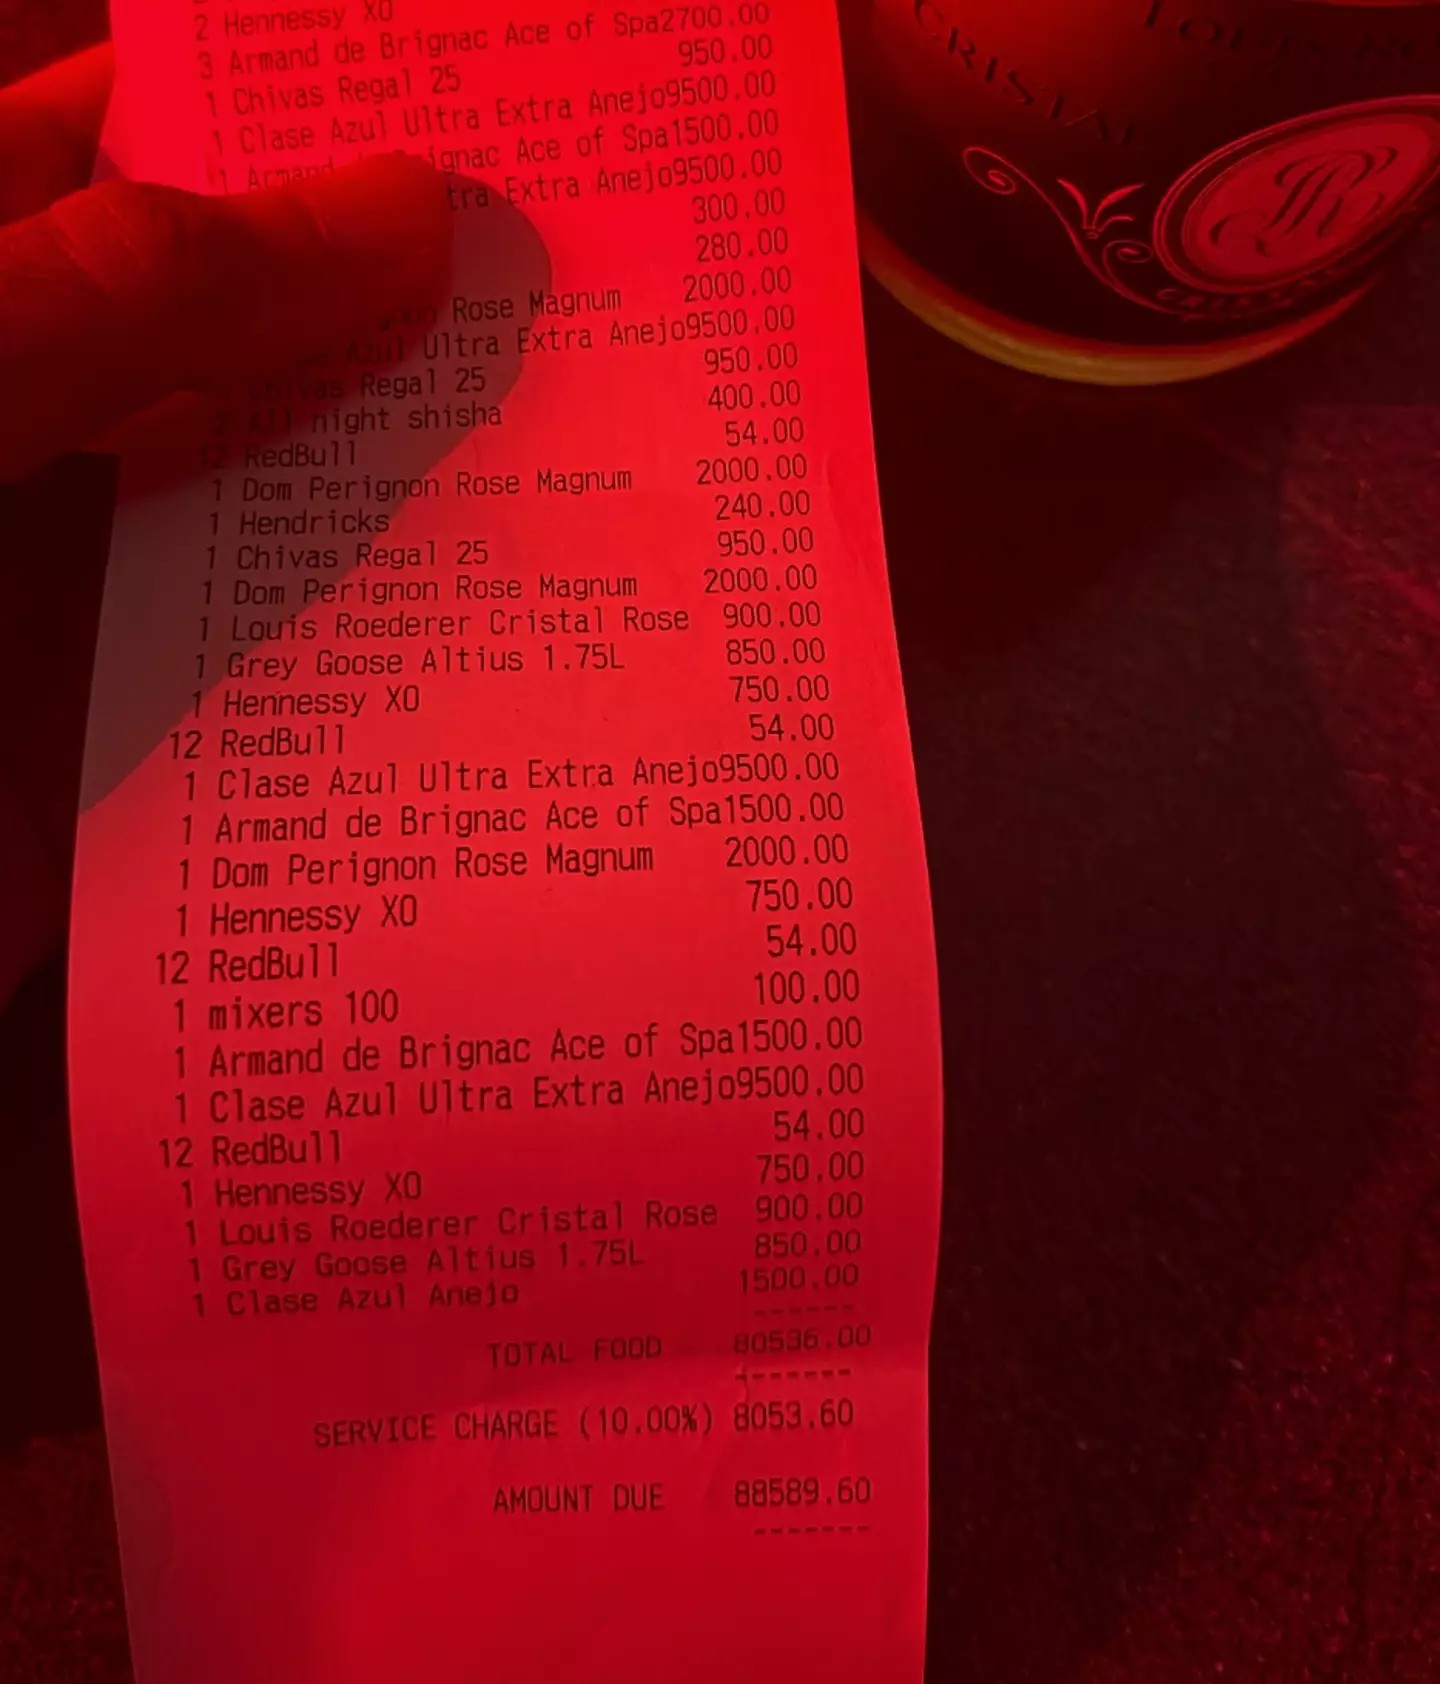 2 Hennessy XO
3 Armand de Brignac Ace of Spa2700.00
1 Chivas Regal 25 950.00
1 Clase Azul Ultra Extra Anejo9500.00
1 Armand ignac Ace of Spa1500.00
tra Extra Anejo9500.00
300.00
280.00
Rose Magnum 2000.00
Azul Ultra Extra Anejo9500.00
Chivas Regal 25 950.00
2 All night shisha 400.00
12 RedBull 54.00
1 Dom Perignon Rose Magnum 2000.00
1 Hendricks 240.00
1 Chivas Regal 25 950.00
1 Dom Perignon Rose Magnum 2000.00
1 Louis Roederer Cristal Rose 900.00
1 Grey Goose Altius 1.75L 850.00
1 Hennessy XO 750.00
12 RedBull 54.00
1 Clase Azul Ultra Extra Anejo9500.00
1 Armand de Brignac Ace of Spa1500.00
1 Dom Perignon Rose Magnum 2000.00
1 Hennessy XO 750.00
12 RedBull 54.00
1 mixers 100 100.00
1 Armand de Brignac Ace of Spa1500.00
1 Clase Azul Ultra Extra Anejo9500.00
12 RedBull 54.00
1 Hennessy XO 750.00
1 Louis Roederer Cristal Rose 900.00
1 Grey Goose Altius 1.75L 850.00
1 Clase Azul Anejo 1500.00
TOTAL FOOD 80536.00
SERVICE CHARGE (10.00%) 8053.60
AMOUNT DUE 88589.60
CRISTAL
LOUIS RO